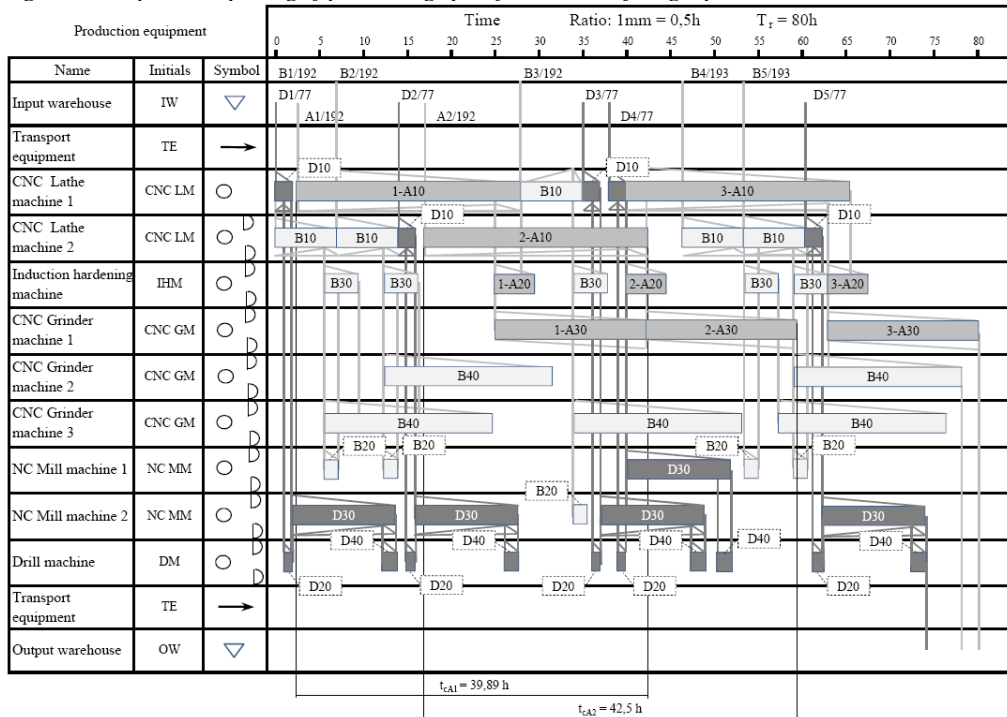 Production equipment
Time Ratio: 1mm = 0,5h T r = 80h
0 5 10 15 20 25 30 35 40 45 50 55 60 65 70 75 80
Name Initials Symbol B1/192 B2/192 B3/192 B4/193 B5/193
Input warehouse IW D1/77 D2/77 D3/77 D5/77
A1/192 A2/192 D4/77
Transport
equipment TE
D10 D10
CNC Lathe
machine 1 CNC LM 1-A10 B10 3-A10
D10 D10
CNC Lathe
machine 2 CNC LM B10 B10 2-A10 B10 B10
Induction hardening
machine IHM B30 B30 1-A20 B30 2-A20 B30 B30 3-A20
CNC Grinder
machine 1 CNC GM 1-A30 2-A30 3-A30
CNC Grinder
machine 2 CNC GM B40 B40
CNC Grinder
machine 3 CNC GM B40 B40 B40
B20 B20 B20 B20
NC Mill machine 1 NC MM D30
B20
NC Mill machine 2 NC MM D30 D30 D30 D30
D40 D40 D40 D40 D40
Drill machine DM
D20 D20 D20 D20 D20
Transport
equipment TE
Output warehouse OW
tcA1 = 39,89 h
tcA2 = 42,5 h